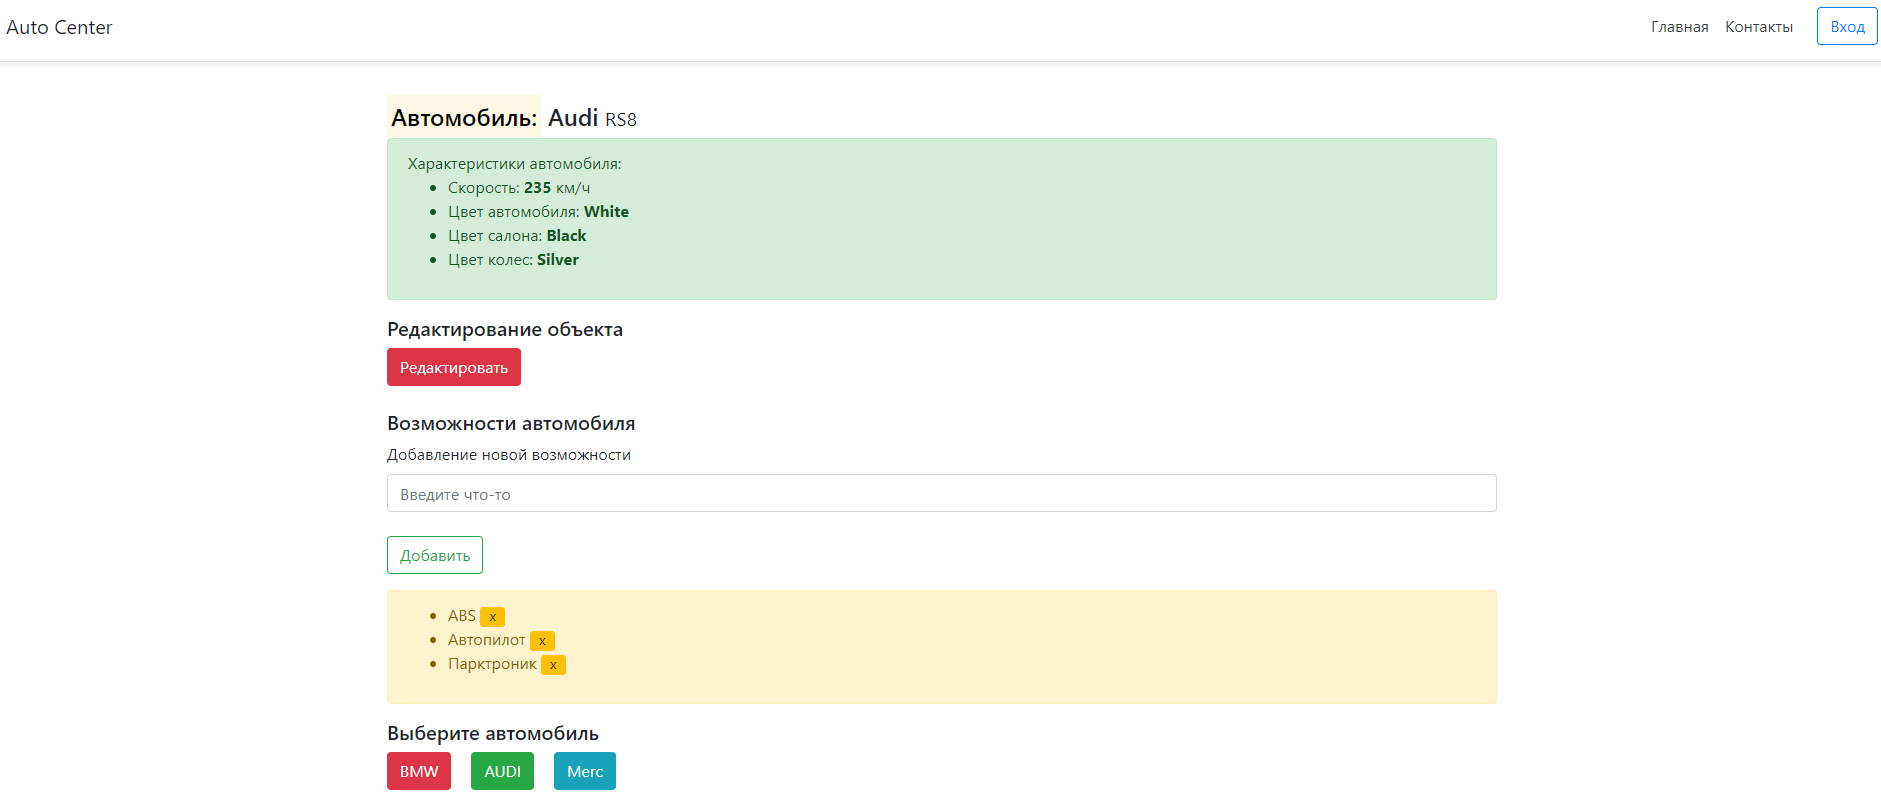 Auto Center
Главная Контакты Вход
Автомобиль: Audi RS8
Характеристики автомобиля:
Скорость: 235 км/ч
Цвет автомобиля: White
Цвет салона: Black
Цвет колес: Silver
Редактирование объекта
Редактировать
Возможности автомобиля
Добавление новой возможности
Введите что-то
Добавить
ABS x
Автопилот x
Парктроник x
Выберите автомобиль
BMW AUDI Merc